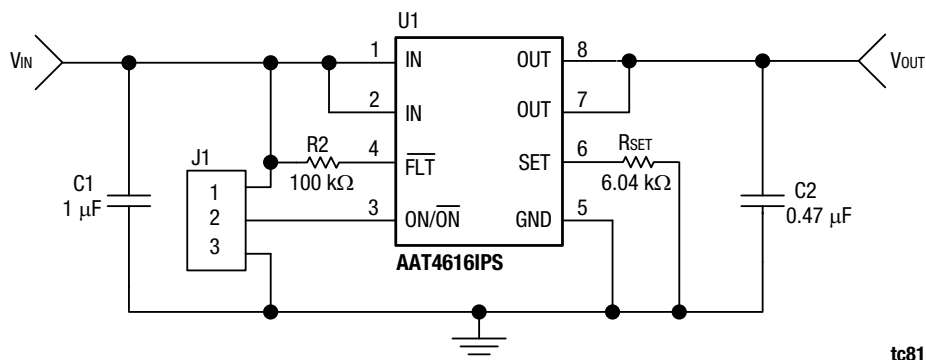 U1
VIN
1 IN
OUT 8
VOUT
2 IN
OUT 7
R2
100 kΩ
4 F̅L̅T̅
SET 6
RSET
6.04 kΩ
J1
1
2
3
3 ON/O̅N̅
GND 5
C1
1 μF
C2
0.47 μF
AAT4616IPS
tc81